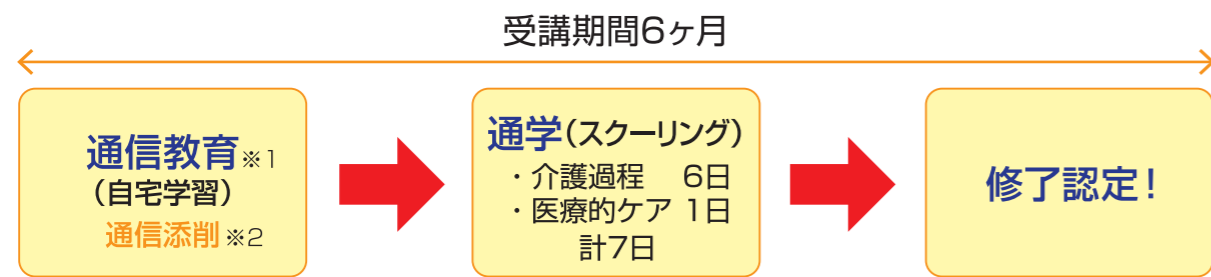 受講期間6ヶ月
通信教育※1
（自宅学習）
通信添削※2
通学（スクーリング）
・介護過程　6日
・医療的ケア 1日
計7日
修了認定！